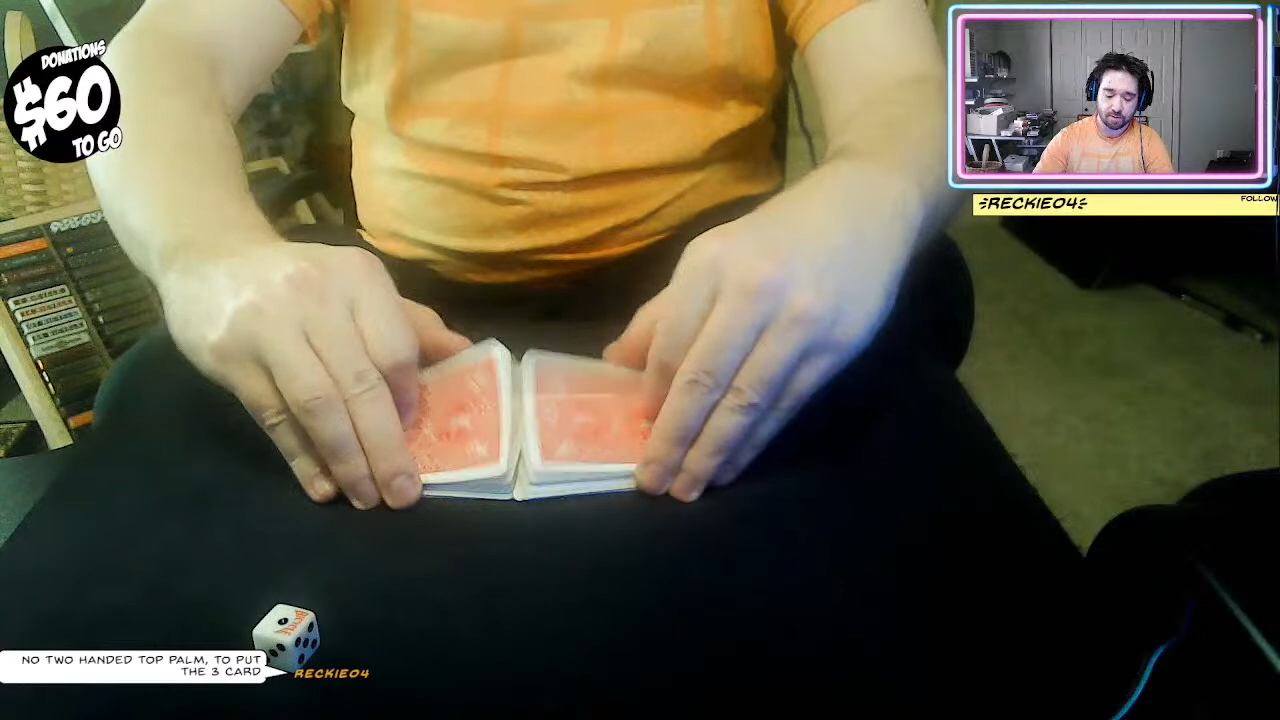 DONATIONS
$60
TO GO
RECKIE04
FOLLOW
NO TWO HANDED TOP PALM, TO PUT
THE 3 CARD
RECKIE04